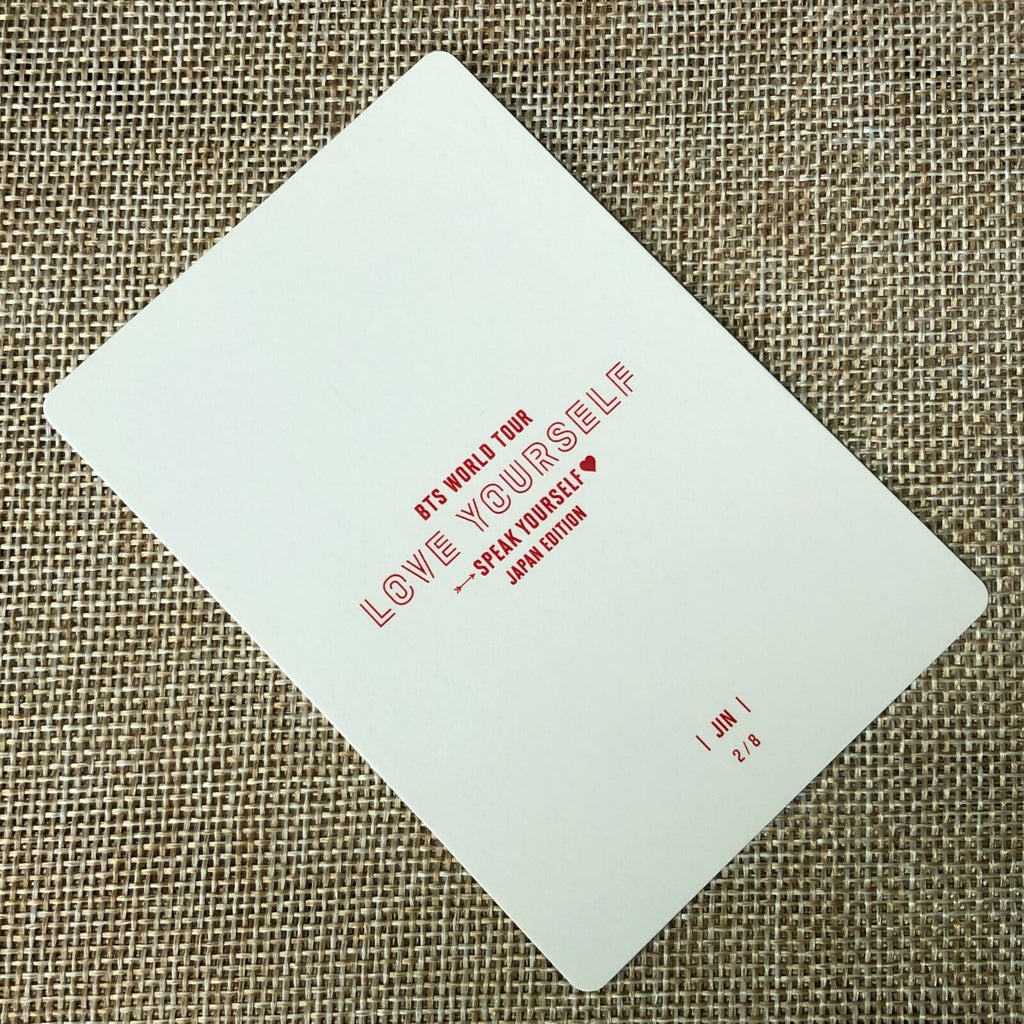 BTS WORLD TOUR
LOVE YOURSELF
SPEAK YOURSELF
JAPAN EDITION
| JIN |
2/8